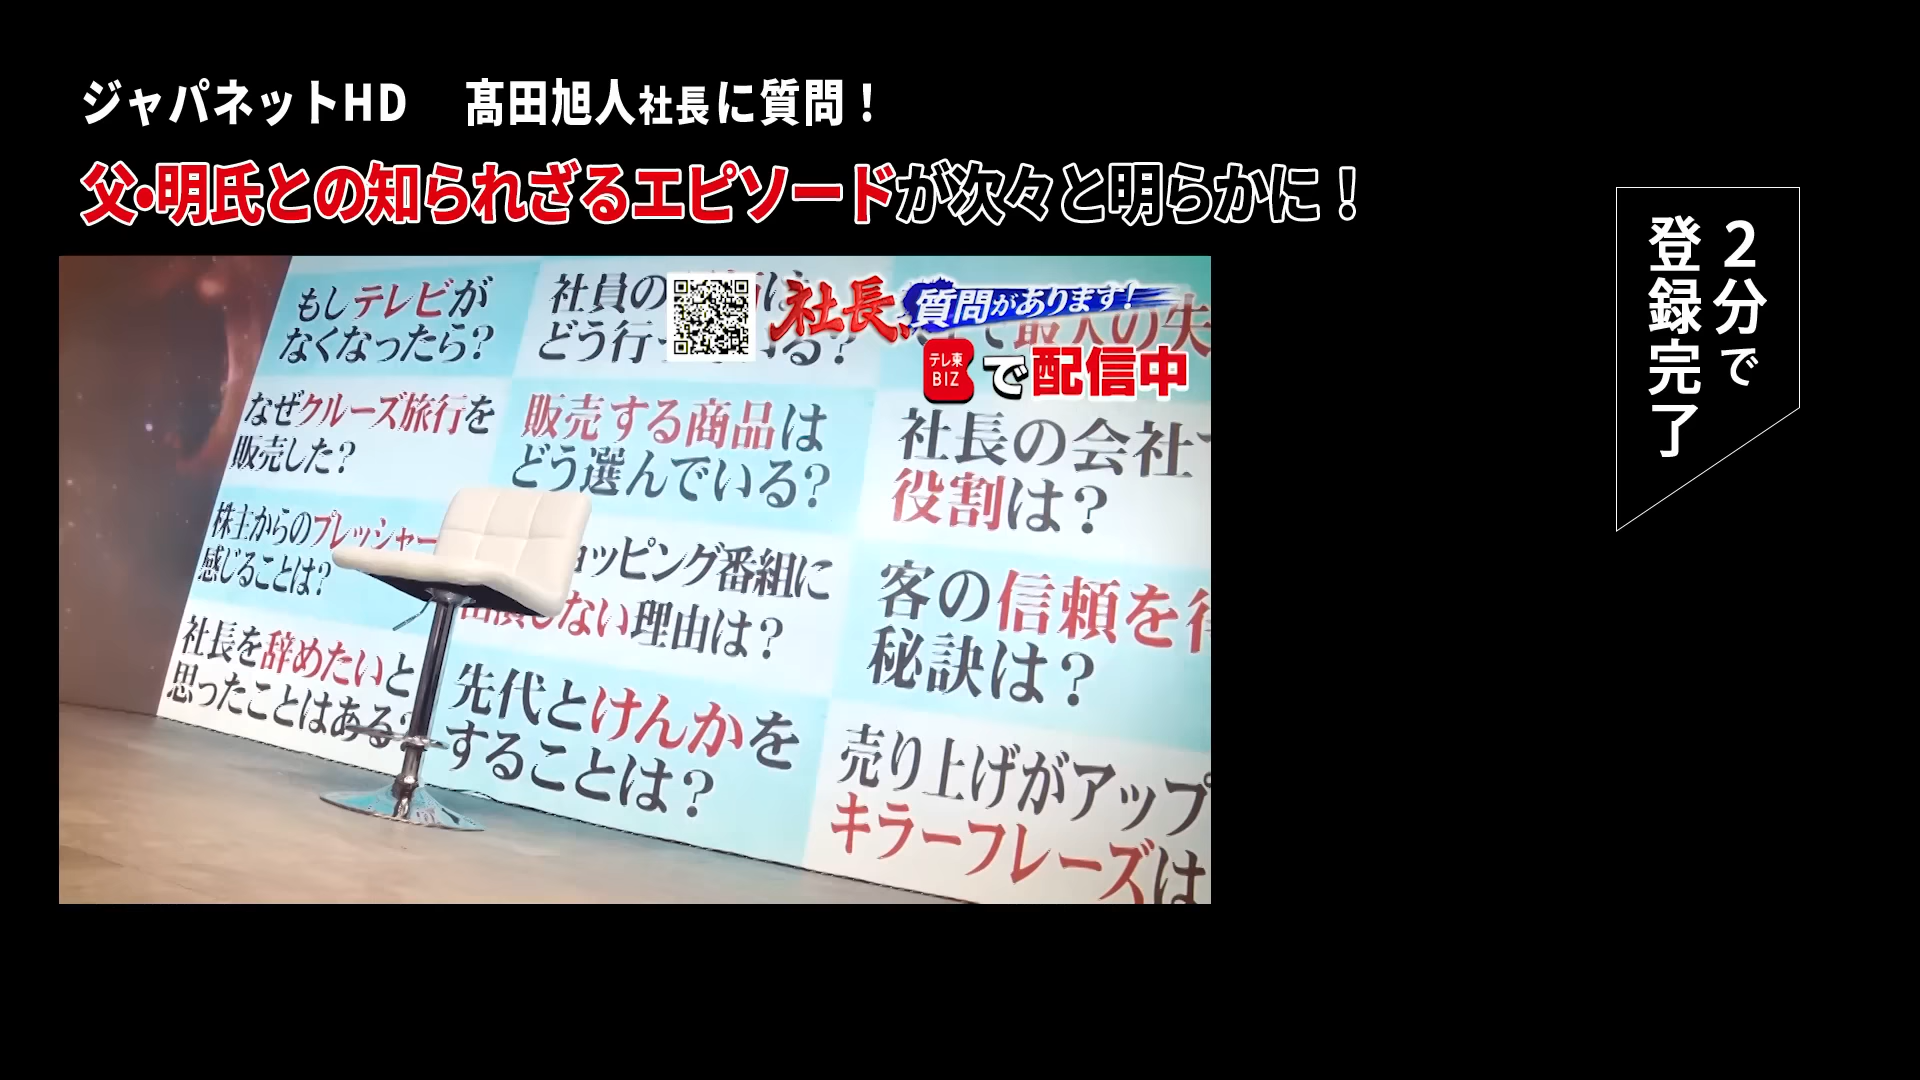 ジャパネットHD 髙田旭人社長に質問！
父・明氏との知られざるエピソードが次々と明らかに！
2分で
登録完了
社長、質問があります！
テレ東
BIZ
で配信中
もしテレビが
なくなったら？
社員の
どう行
なぜクルーズ旅行を
販売した？
販売する商品は
どう選んでいる？
社長の会社
役割は？
株主からのプレッシャー
感じることは？
ョッピング番組に
ない理由は？
客の信頼を
秘訣は？
社長を辞めたいと
思ったことはある？
先代とけんかを
することは？
売り上げがアップ
キラーフレーズは